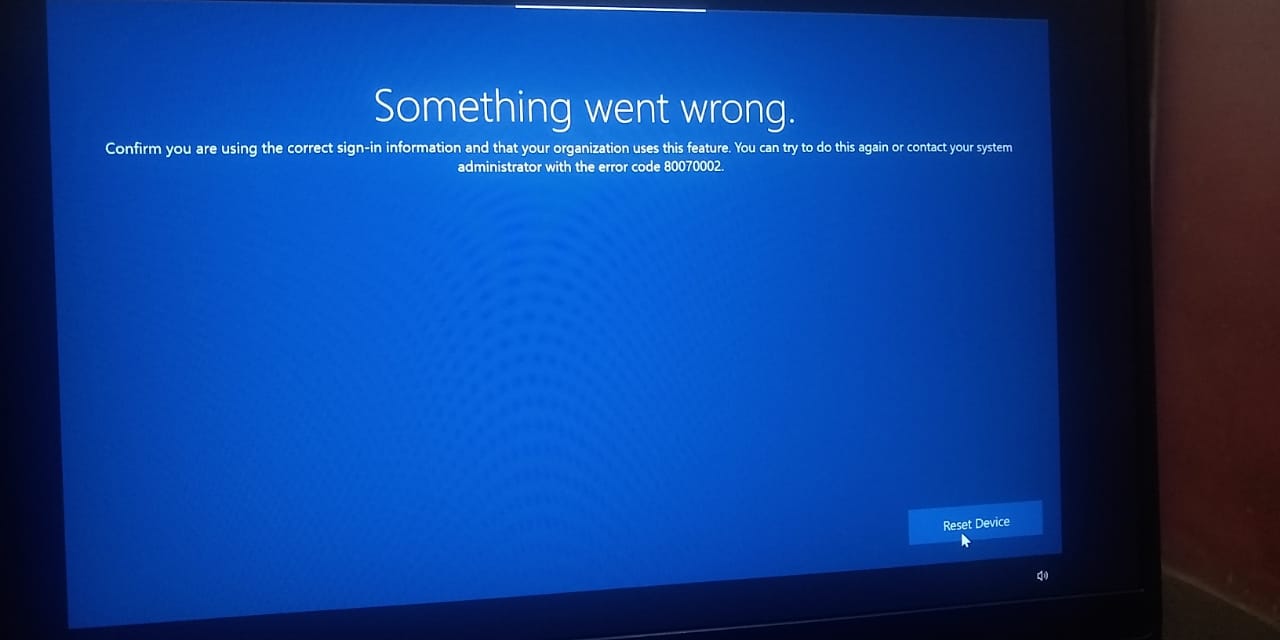 Something went wrong.
Confirm you are using the correct sign-in information and that your organization uses this feature. You can try to do this again or contact your system
administrator with the error code 80070002.
Reset Device